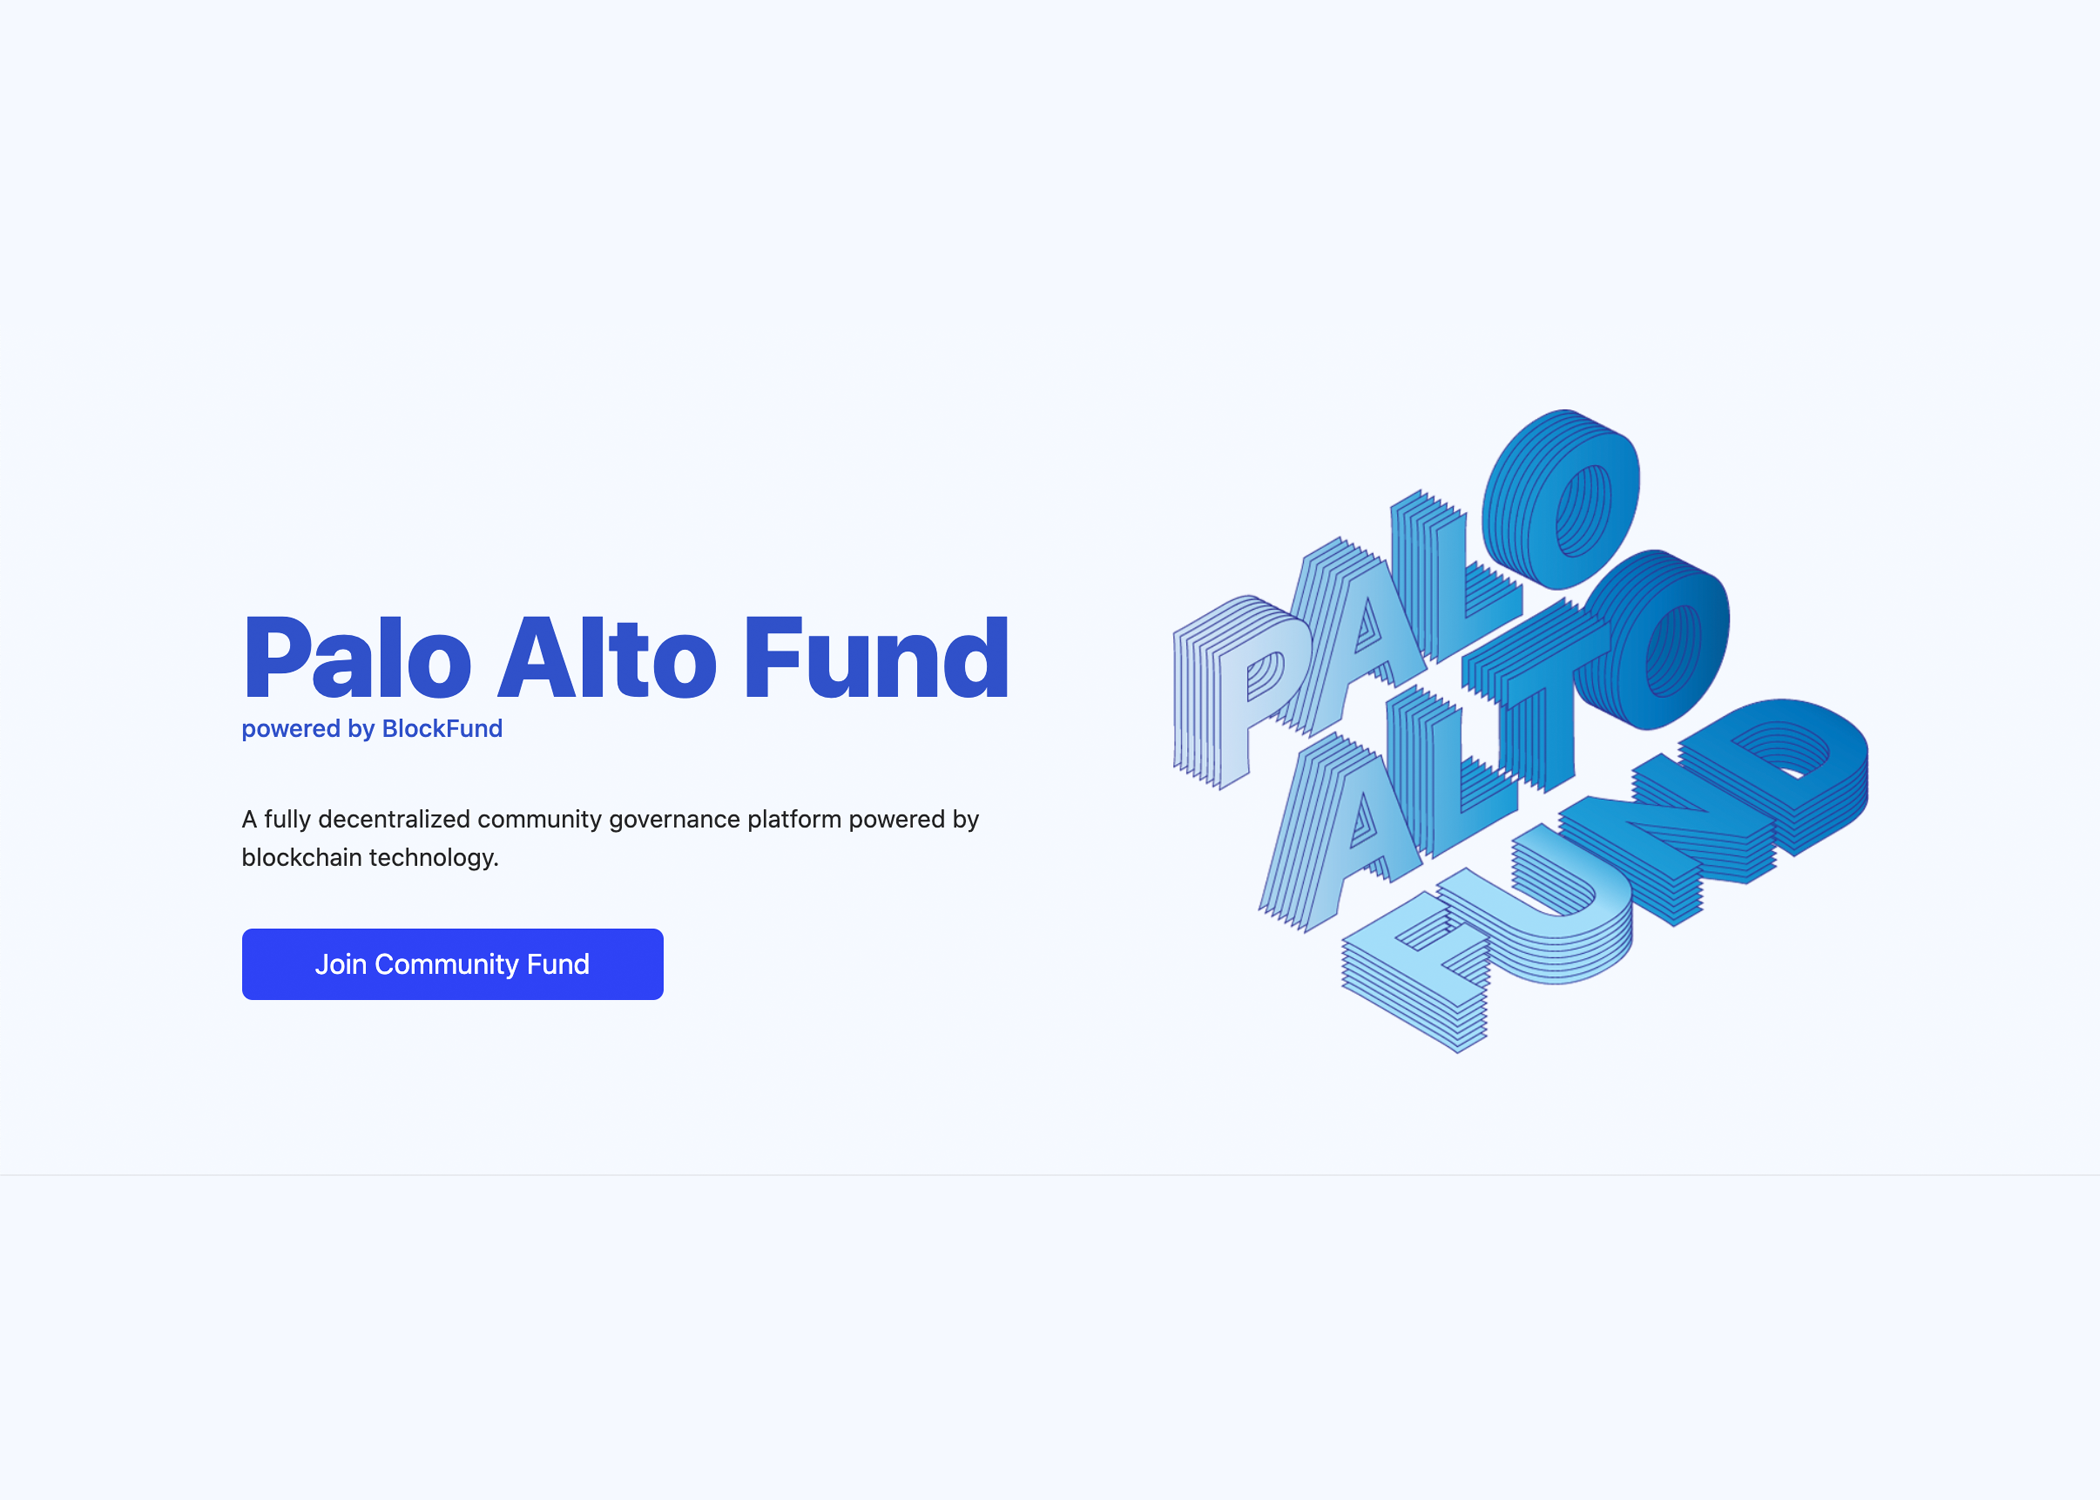 Palo Alto Fund
powered by BlockFund
A fully decentralized community governance platform powered by
blockchain technology.
Join Community Fund
PALO
ALTO
FUND